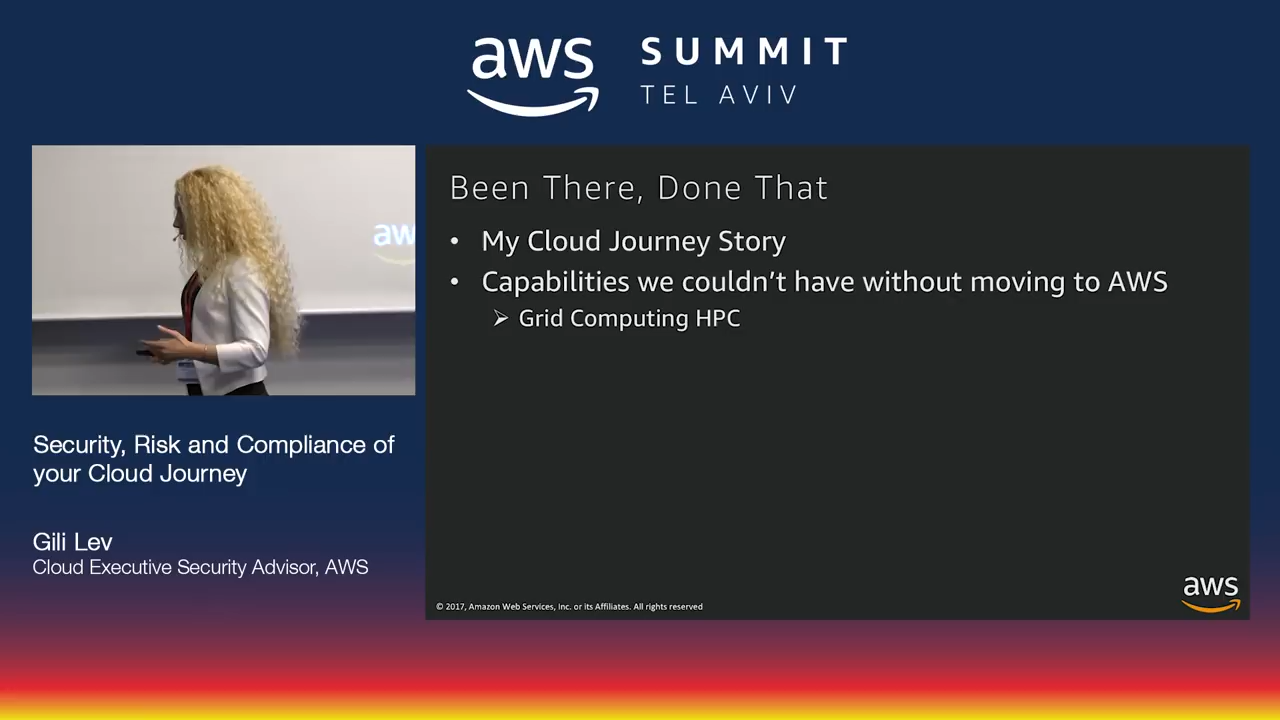 aws
SUMMIT
TEL AVIV
aw
Been There, Done That
• My Cloud Journey Story
• Capabilities we couldn't have without moving to AWS
➢ Grid Computing HPC
Security, Risk and Compliance of
your Cloud Journey
Gili Lev
Cloud Executive Security Advisor, AWS
© 2017, Amazon Web Services, Inc. or its Affiliates. All rights reserved
aws